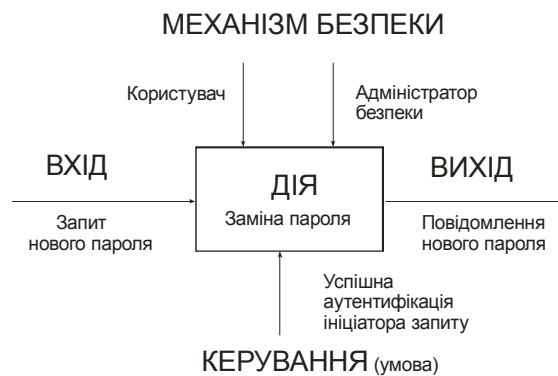 МЕХАНІЗМ БЕЗПЕКИ
Користувач
Адміністратор
безпеки
ВХІД
Запит
нового пароля
ДІЯ
Заміна пароля
ВИХІД
Повідомлення
нового пароля
Успішна
аутентифікація
ініціатора запиту
КЕРУВАННЯ (умова)